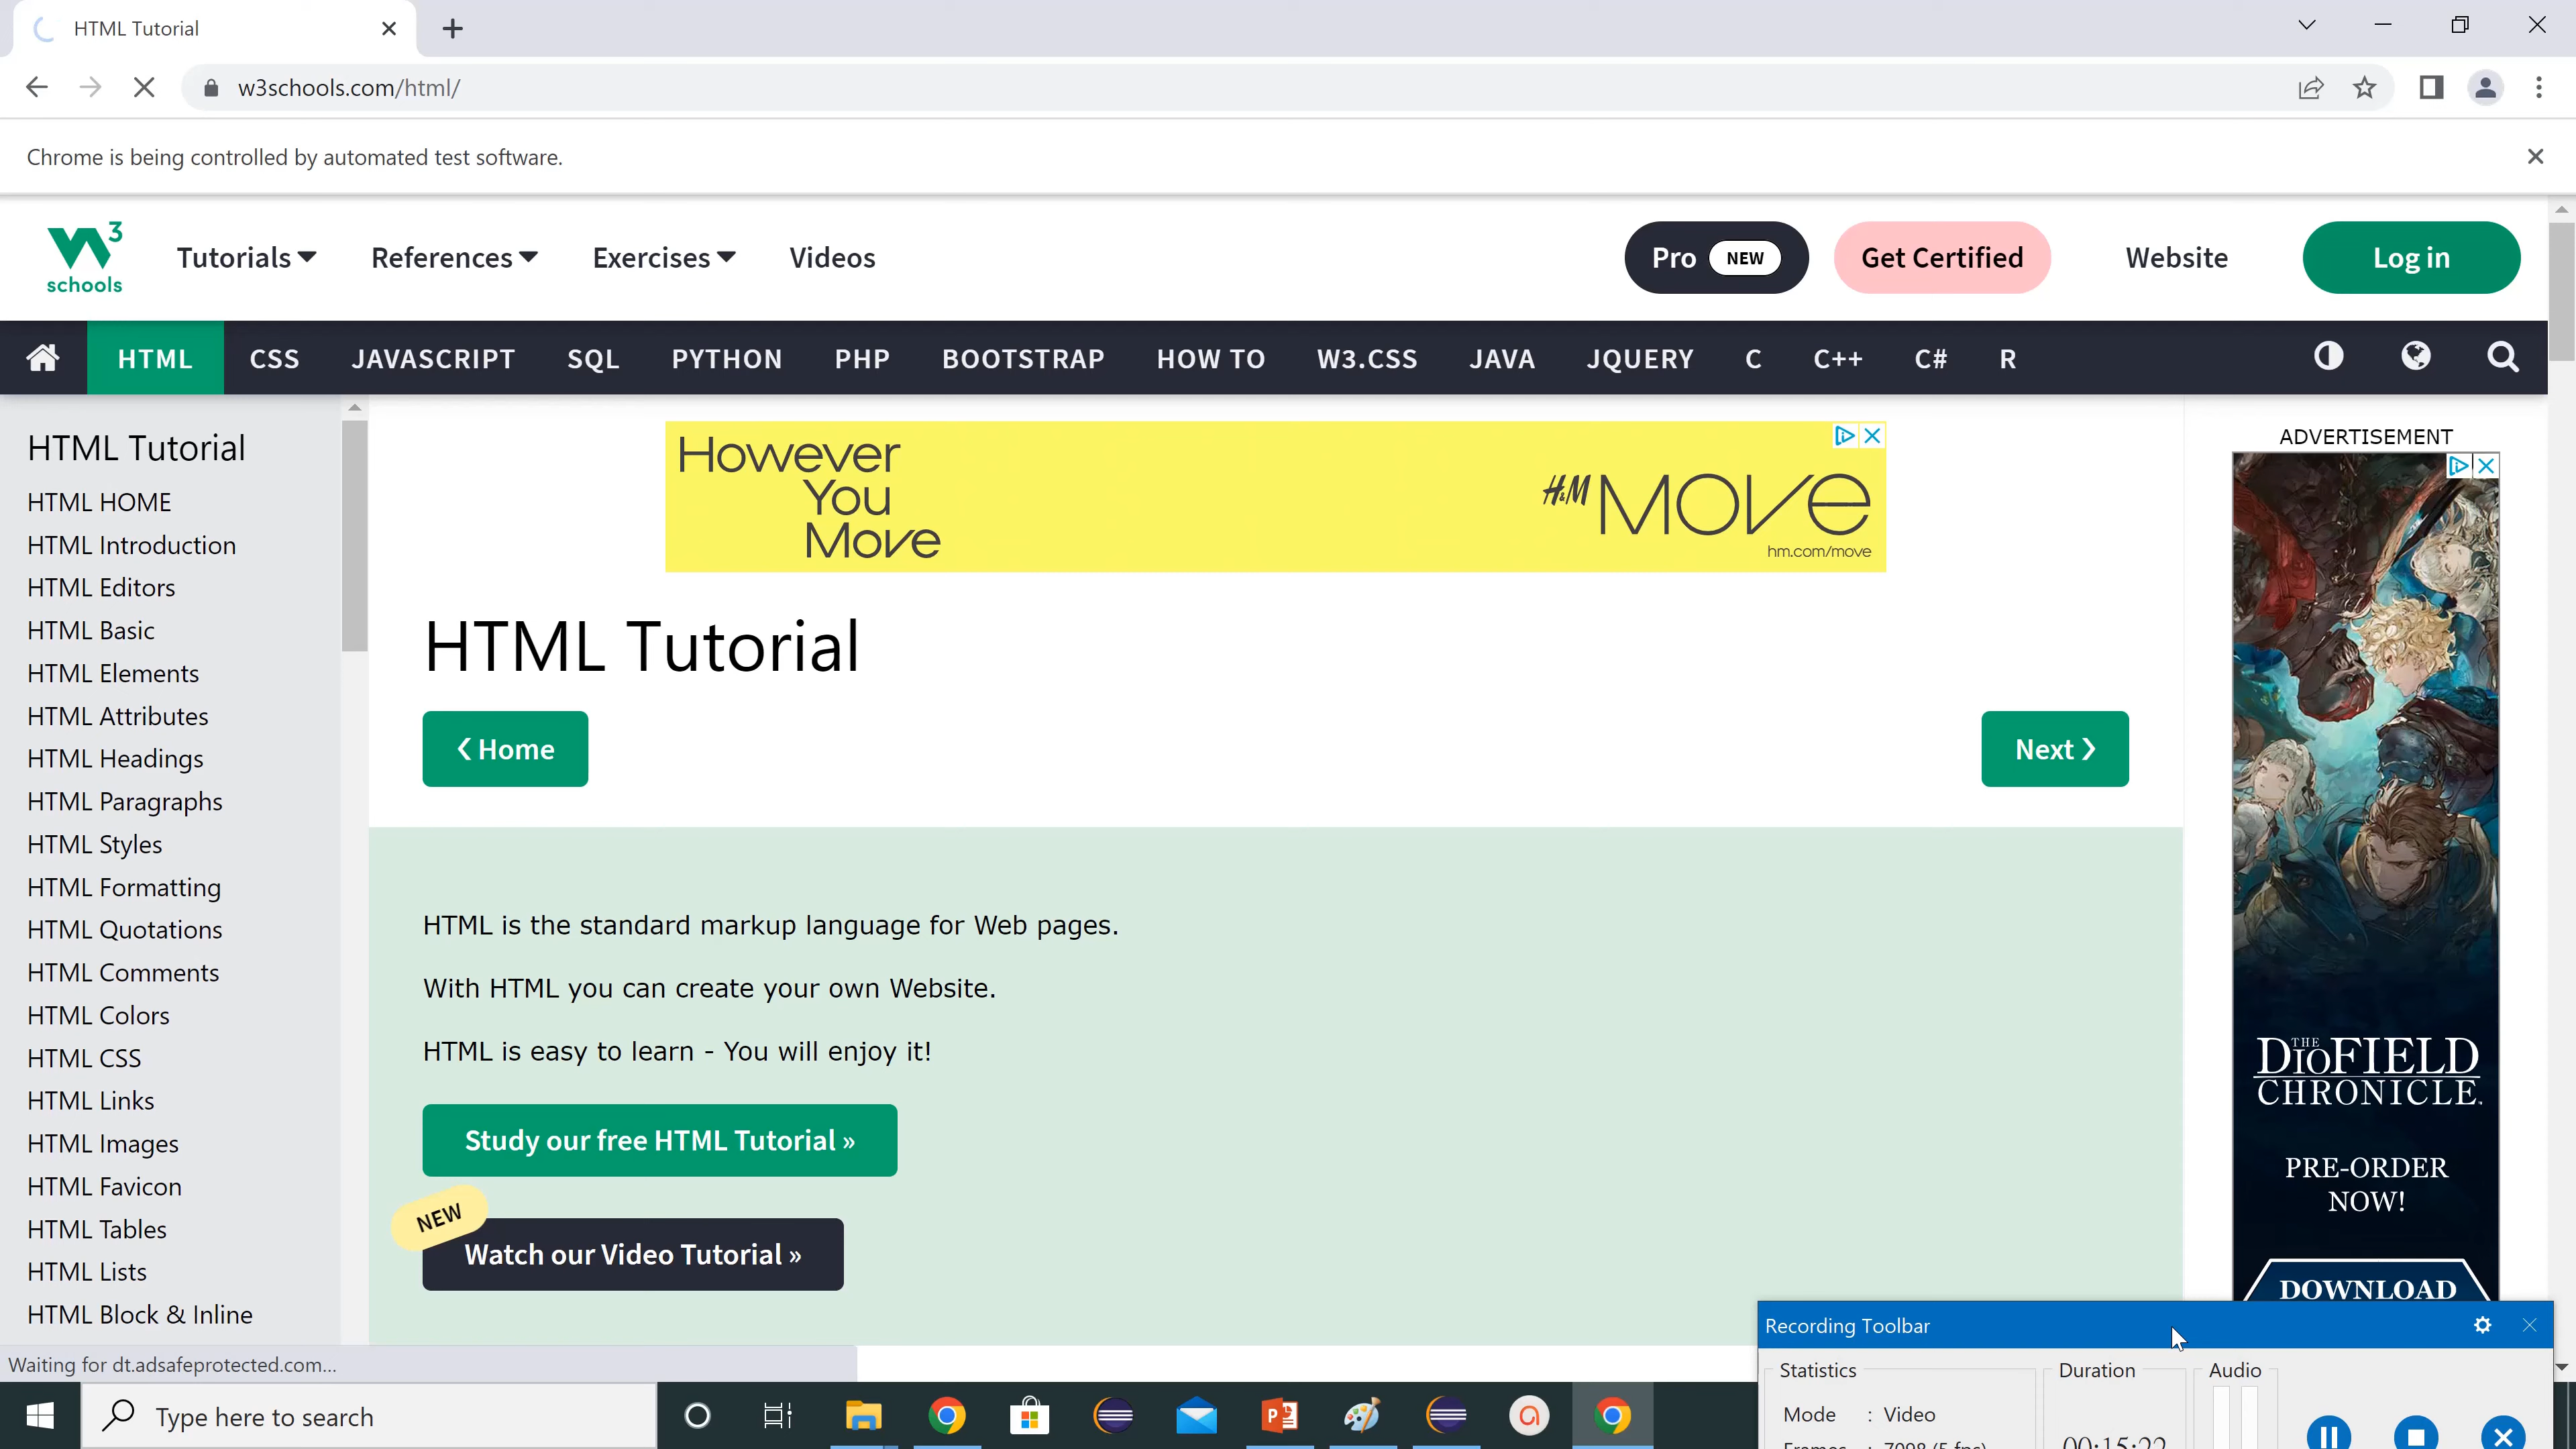 HTML Tutorial
w3schools.com/html/
Chrome is being controlled by automated test software.
W3 schools
Tutorials References Exercises Videos Pro NEW Get Certified Website Log in
HTML CSS JAVASCRIPT SQL PYTHON PHP BOOTSTRAP HOW TO W3.CSS JAVA JQUERY C C++ C# R
HTML Tutorial
HTML HOME
HTML Introduction
HTML Editors
HTML Basic
HTML Elements
HTML Attributes
HTML Headings
HTML Paragraphs
HTML Styles
HTML Formatting
HTML Quotations
HTML Comments
HTML Colors
HTML CSS
HTML Links
HTML Images
HTML Favicon
HTML Tables
HTML Lists
HTML Block & Inline
However
You
Move
H&M Move
hm.com/move
HTML Tutorial
❮ Home
Next ❯
HTML is the standard markup language for Web pages.
With HTML you can create your own Website.
HTML is easy to learn - You will enjoy it!
Study our free HTML Tutorial »
NEW
Watch our Video Tutorial »
ADVERTISEMENT
THE
DioFIELD
CHRONICLE
PRE-ORDER
NOW!
DOWNLOAD
Recording Toolbar
Statistics
Duration
Audio
Mode : Video
Frames : 7098 (5 fps)
00:15:22
Waiting for dt.adsafeprotected.com...
Type here to search